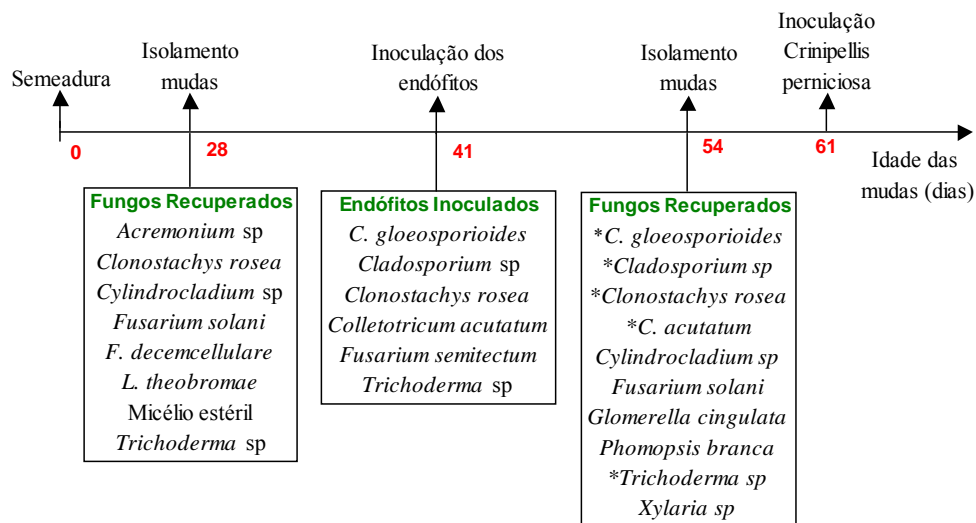 Semeadura
Isolamento
mudas
Inoculação dos
endófitos
Isolamento
mudas
Inoculação
Crinipellis
perniciosa
0
28
41
54
61
Idade das
mudas (dias)
Fungos Recuperados
Acremonium sp
Clonostachys rosea
Cylindrocladium sp
Fusarium solani
F. decemcellulare
L. theobromae
Micélio estéril
Trichoderma sp
Endófitos Inoculados
C. gloeosporioides
Cladosporium sp
Clonostachys rosea
Colletotricum acutatum
Fusarium semitectum
Trichoderma sp
Fungos Recuperados
*C. gloeosporioides
*Cladosporium sp
*Clonostachys rosea
*C. acutatum
Cylindrocladium sp
Fusarium solani
Glomerella cingulata
Phomopsis branca
*Trichoderma sp
Xylaria sp